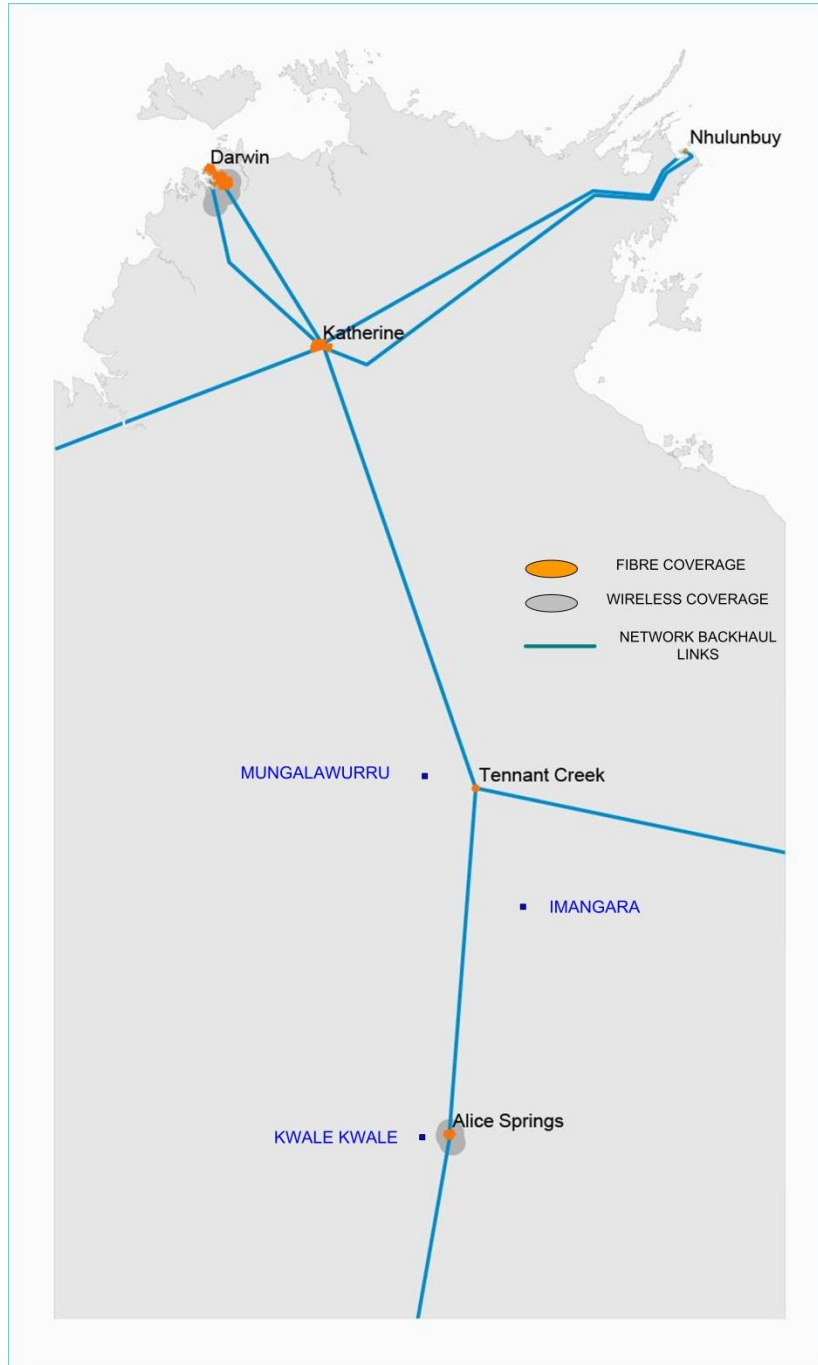 Nhulunbuy
Darwin
Katherine
FIBRE COVERAGE
WIRELESS COVERAGE
NETWORK BACKHAUL
LINKS
MUNGALAWURRU
Tennant Creek
IMANGARA
Alice Springs
KWALE KWALE